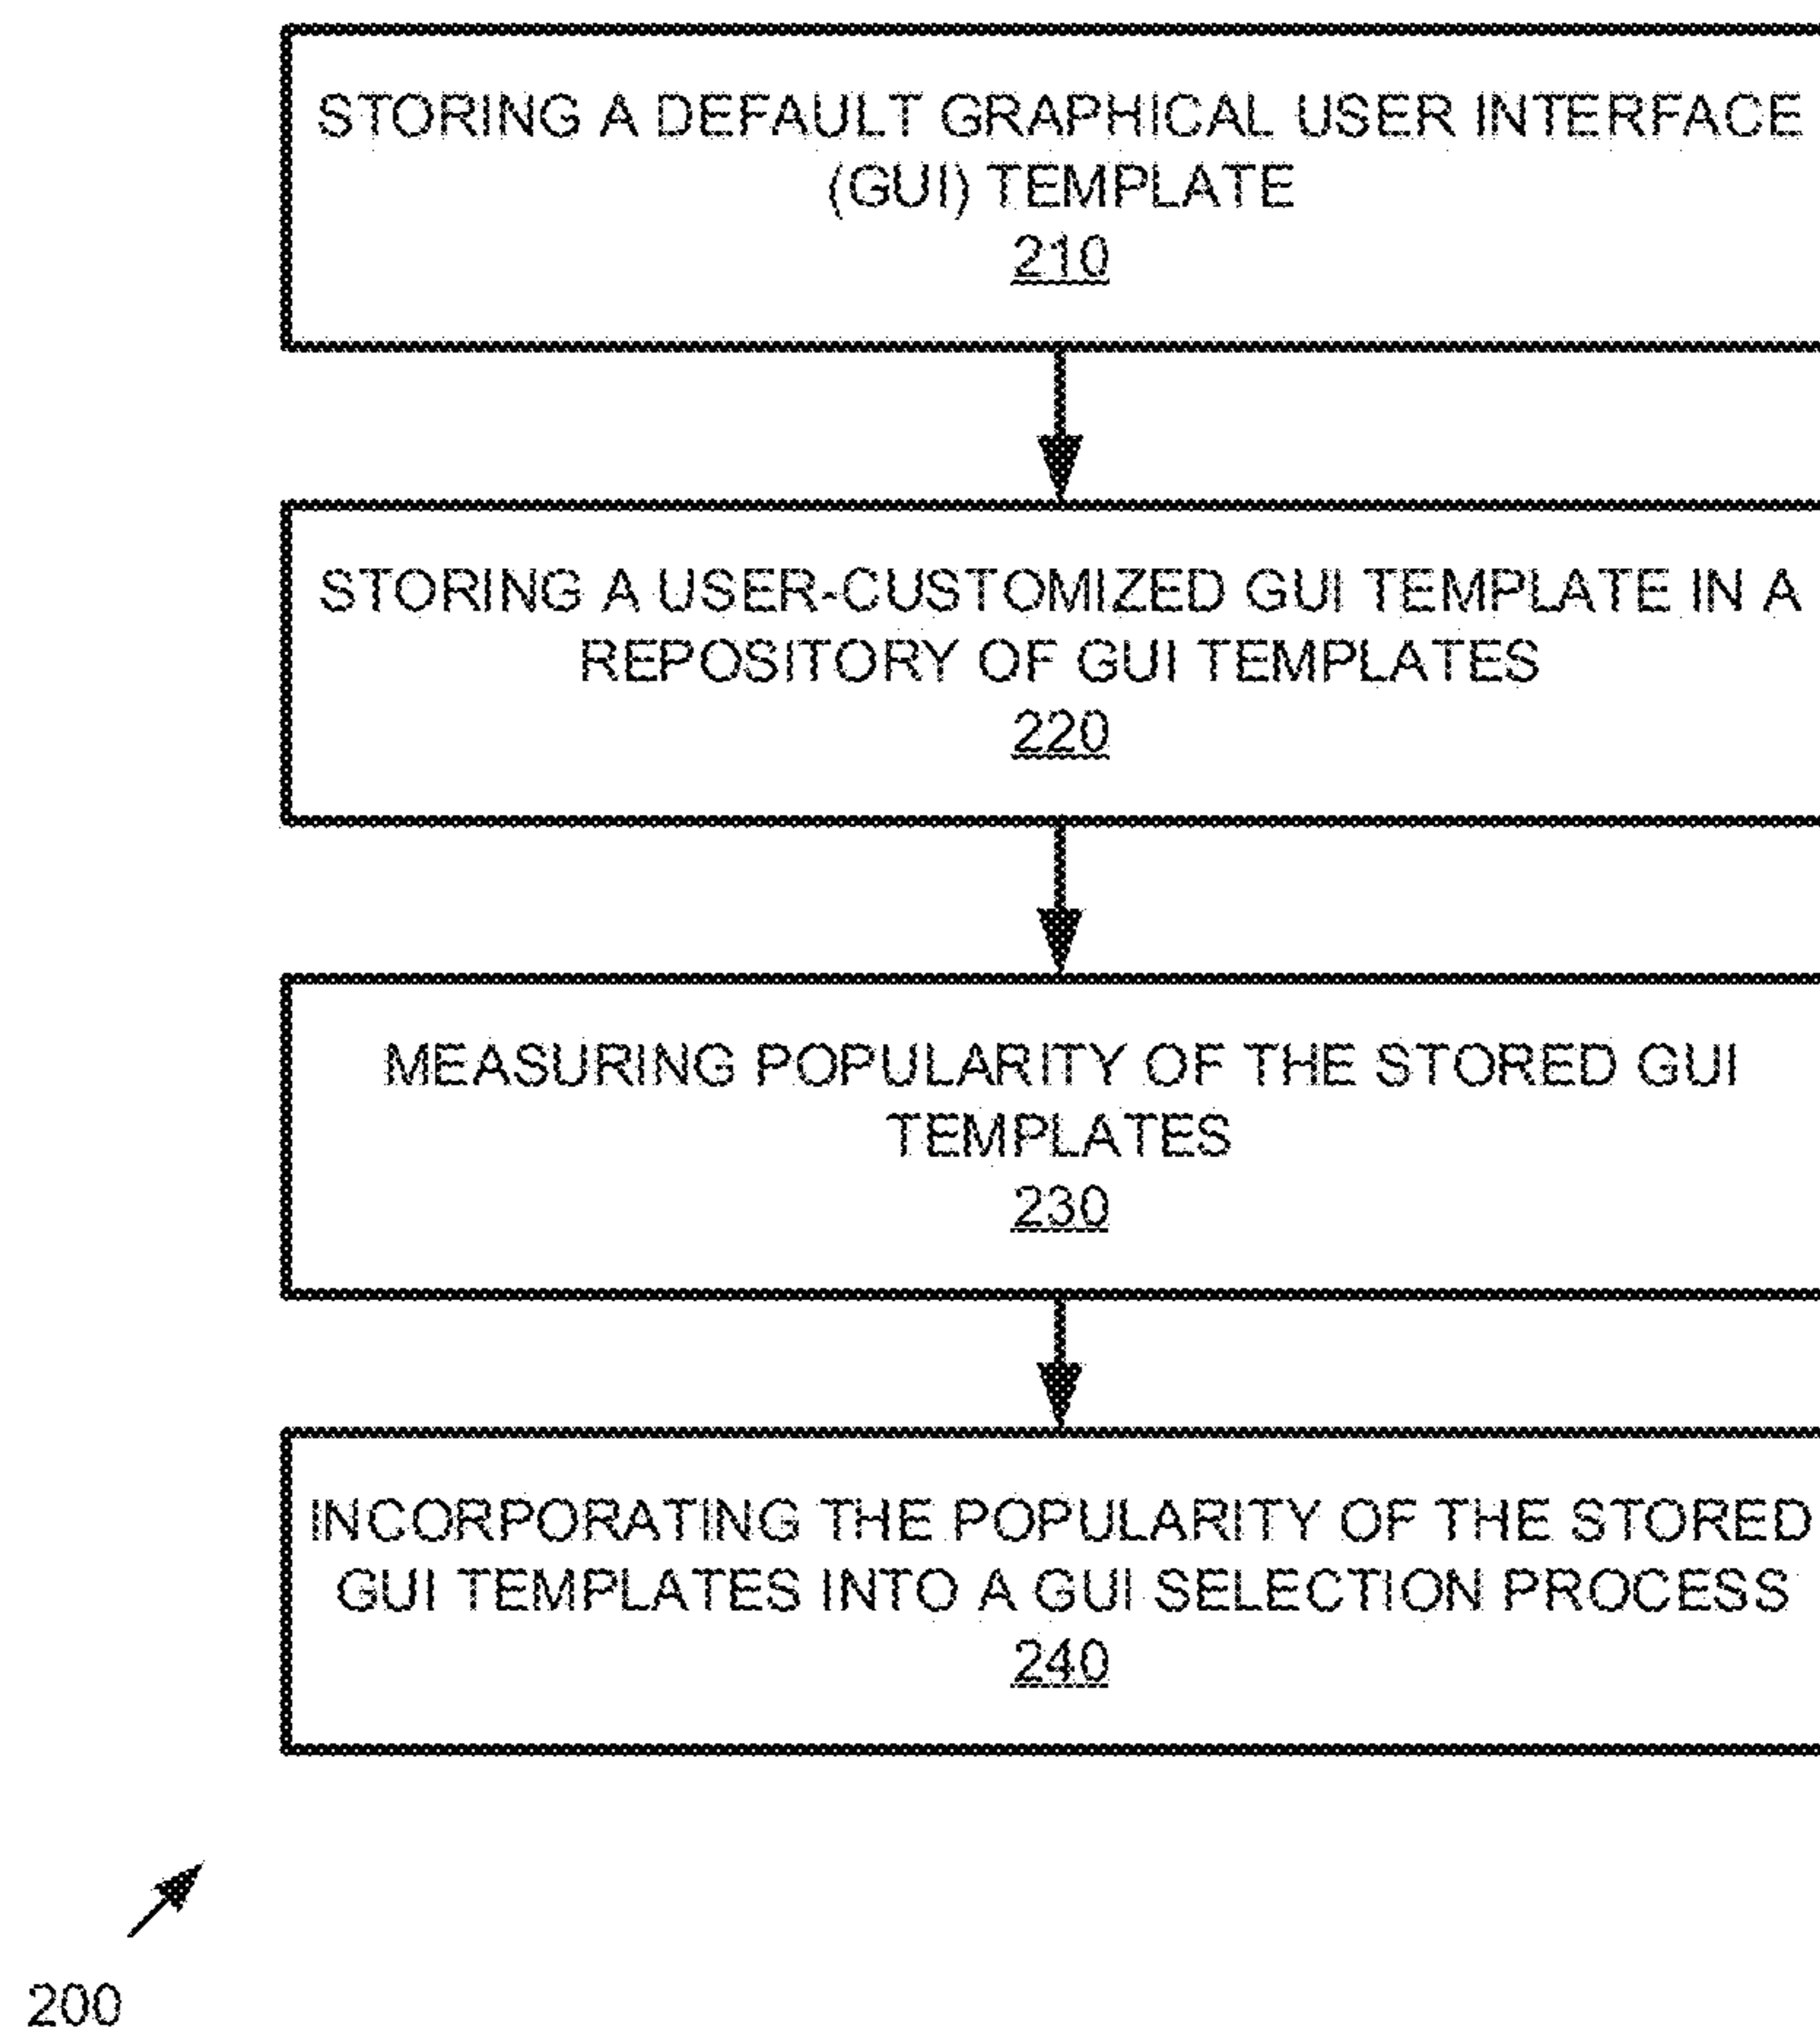 STORING A DEFAULT GRAPHICAL USER INTERFACE
(GUI) TEMPLATE
210
STORING A USER-CUSTOMIZED GUI TEMPLATE IN A
REPOSITORY OF GUI TEMPLATES
220
MEASURING POPULARITY OF THE STORED GUI
TEMPLATES
230
INCORPORATING THE POPULARITY OF THE STORED
GUI TEMPLATES INTO A GUI SELECTION PROCESS
240
200